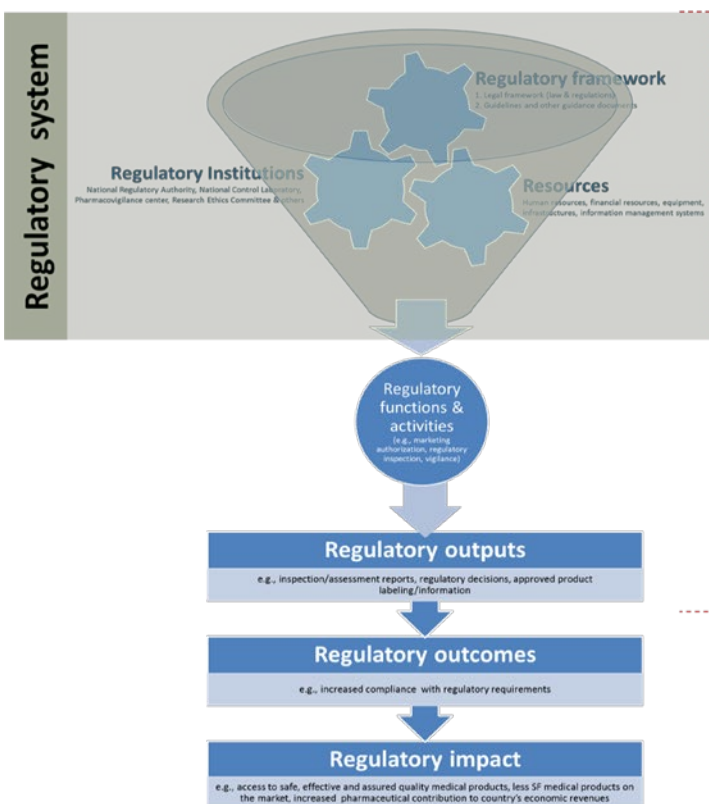 Regulatory system
Regulatory framework
1. Legal framework (law & regulations)
2. Guidelines and other guidance documents
Regulatory Institutions
National Regulatory Authority, National Control Laboratory,
Pharmacovigilance center, Research Ethics Committee & others
Resources
Human resources, financial resources, equipment,
infrastructures, information management systems
Regulatory
functions &
activities
(e.g., marketing
authorization, regulatory
inspection, vigilance)
Regulatory outputs
e.g., inspection/assessment reports, regulatory decisions, approved product
labeling/information
Regulatory outcomes
e.g., increased compliance with regulatory requirements
Regulatory impact
e.g., access to safe, effective and assured quality medical products, less SF medical products on
the market, increased pharmaceutical contribution to country's economic revenues